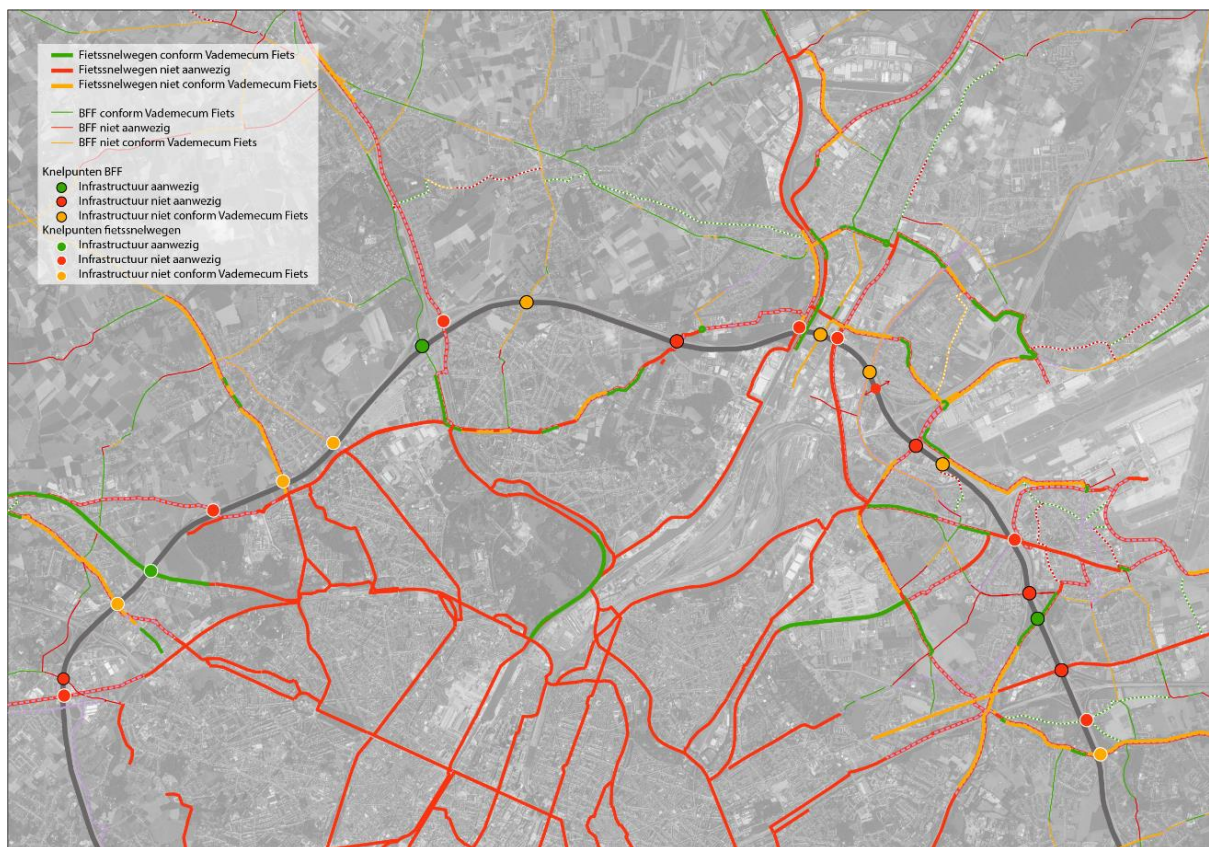 Fietssnelwegen conform Vademecum Fiets
Fietssnelwegen niet aanwezig
Fietssnelwegen niet conform Vademecum Fiets
BFF conform Vademecum Fiets
BFF niet aanwezig
BFF niet conform Vademecum Fiets
Knelpunten BFF
Infrastructuur aanwezig
Infrastructuur niet aanwezig
Infrastructuur niet conform Vademecum Fiets
Knelpunten fietssnelwegen
Infrastructuur aanwezig
Infrastructuur niet aanwezig
Infrastructuur niet conform Vademecum Fiets